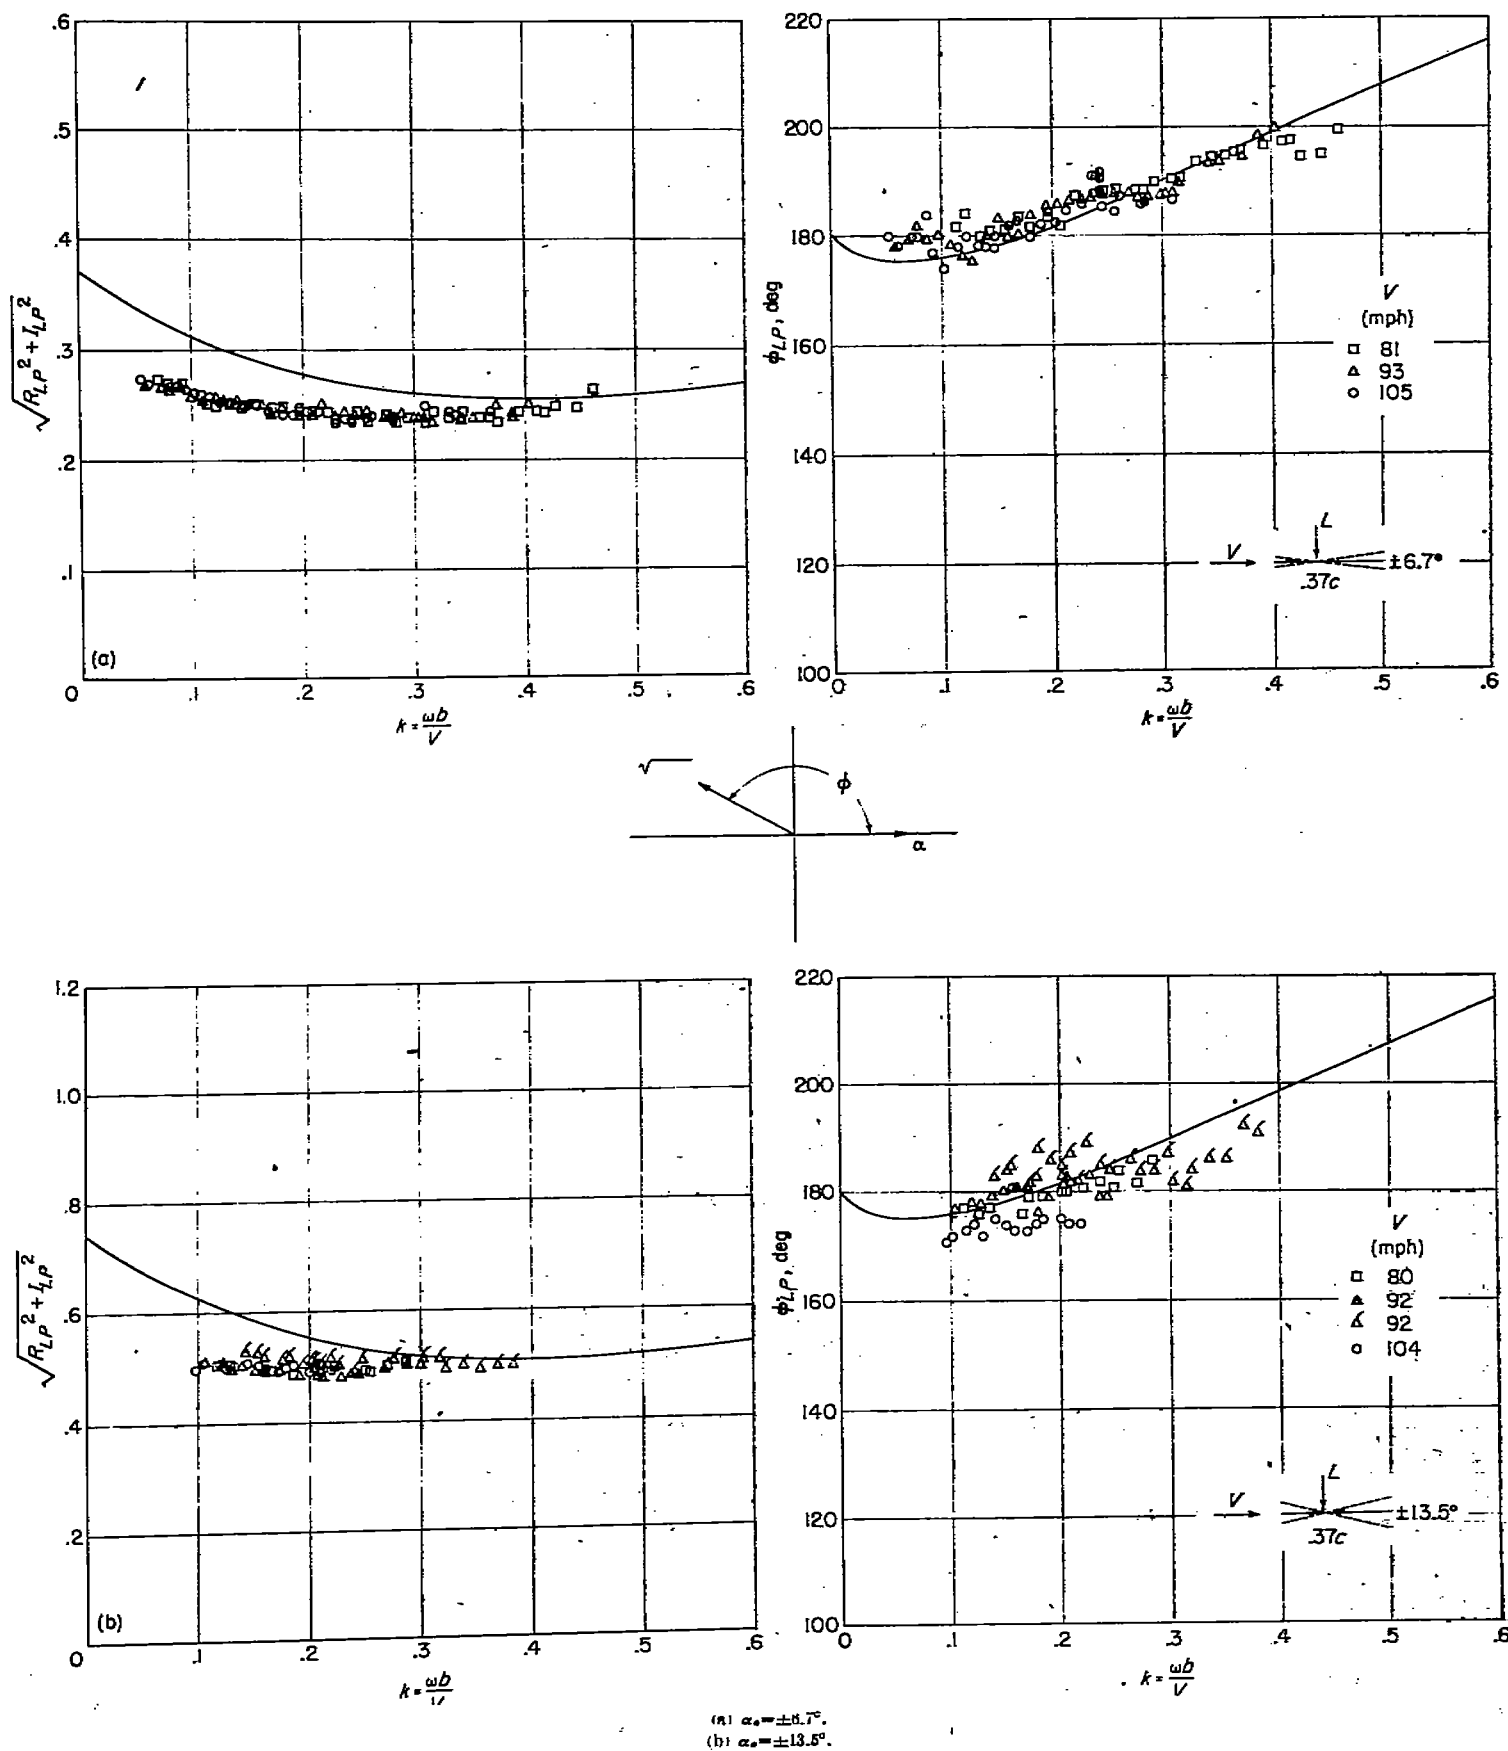 .6
.5
.4
.3
.2
.1
0 .1 .2 .3 .4 .5 .6
√R_LP² + I_LP²
(a)
k = ωb/V
220
200
180
160
140
120
100
0 .1 .2 .3 .4 .5 .6
ϕ_LP, deg
k = ωb/V
V
(mph)
□ 81
△ 93
○ 105
L
V
±6.7°
.37c
√
ϕ
α
1.2
1.0
.8
.6
.4
.2
0 .1 .2 .3 .4 .5 .6
√R_LP² + I_LP²
(b)
k = ωb/V
220
200
180
160
140
120
100
0 .1 .2 .3 .4 .5 .6
ϕ_LP, deg
k = ωb/V
V
(mph)
80
92
92
104
L
V
±13.5°
.37c
(a) α₀=±6.7°.
(b) α₀=±13.5°.